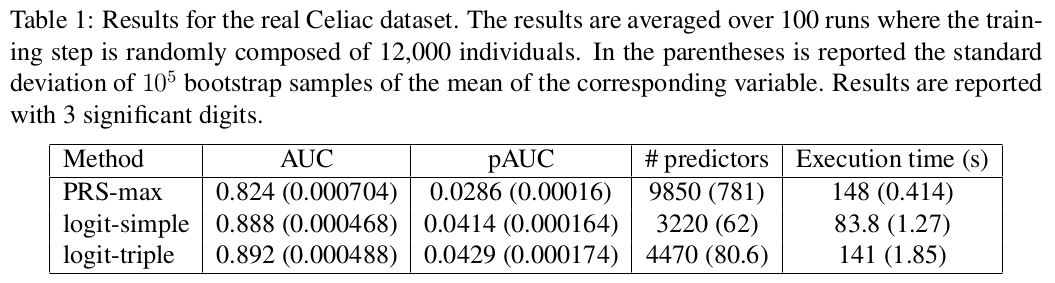 Table 1: Results for the real Celiac dataset. The results are averaged over 100 runs where the train-
ing step is randomly composed of 12,000 individuals. In the parentheses is reported the standard
deviation of 10⁵ bootstrap samples of the mean of the corresponding variable. Results are reported
with 3 significant digits.
Method AUC pAUC # predictors Execution time (s)
PRS-max 0.824 (0.000704) 0.0286 (0.00016) 9850 (781) 148 (0.414)
logit-simple 0.888 (0.000468) 0.0414 (0.000164) 3220 (62) 83.8 (1.27)
logit-triple 0.892 (0.000488) 0.0429 (0.000174) 4470 (80.6) 141 (1.85)